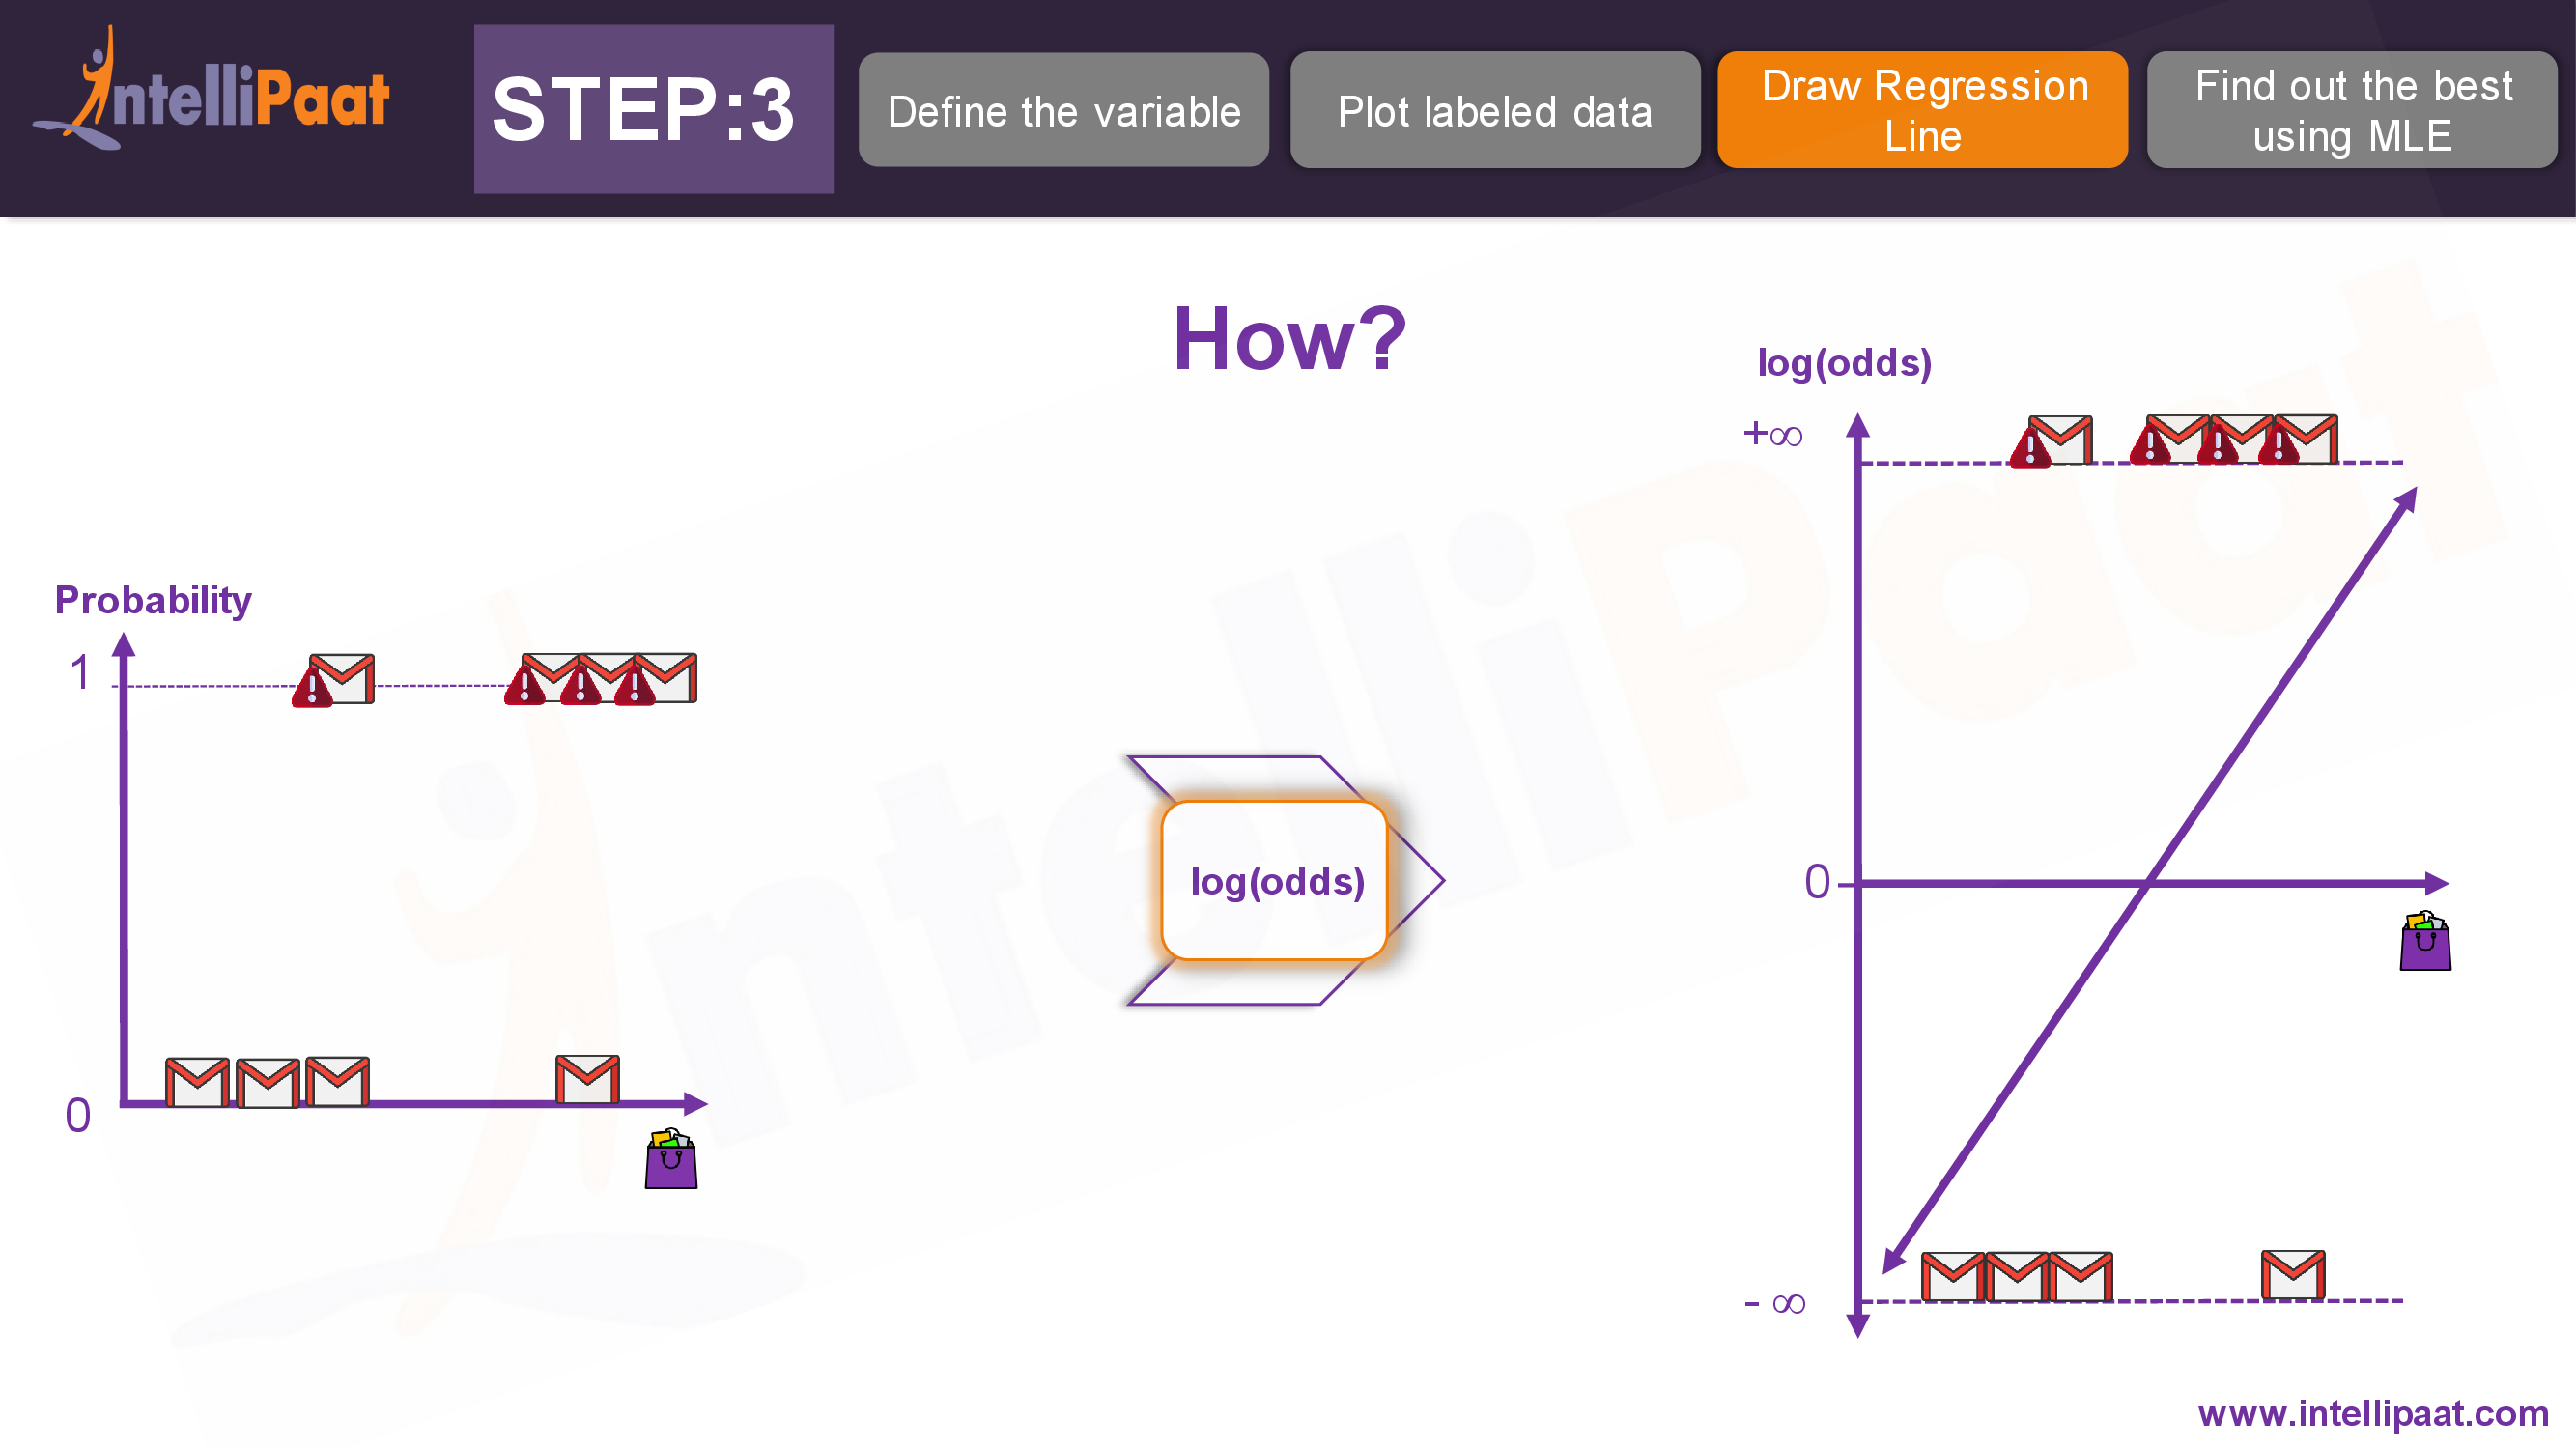 IntelliPaat
STEP:3
Define the variable
Plot labeled data
Draw Regression
Line
Find out the best
using MLE
How?
Probability
1
0
log(odds)
log(odds)
+∞
0
- ∞
www.intellipaat.com